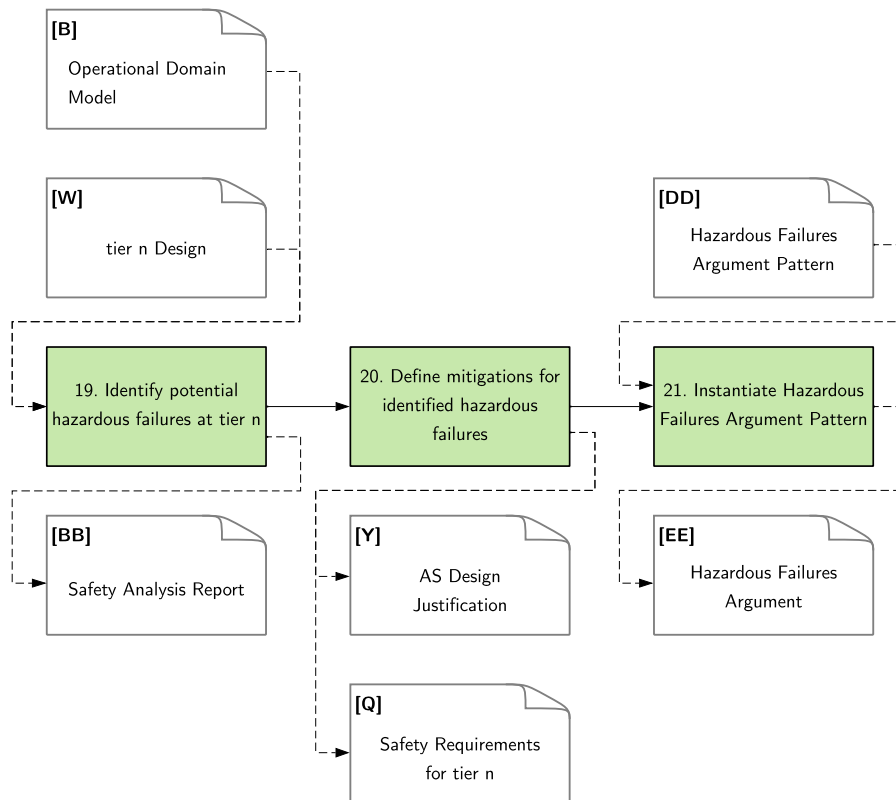 [B]
Operational Domain
Model
[W]
tier n Design
[DD]
Hazardous Failures
Argument Pattern
19. Identify potential
hazardous failures at tier n
20. Define mitigations for
identified hazardous
failures
21. Instantiate Hazardous
Failures Argument Pattern
[BB]
Safety Analysis Report
[Y]
AS Design
Justification
[EE]
Hazardous Failures
Argument
[Q]
Safety Requirements
for tier n